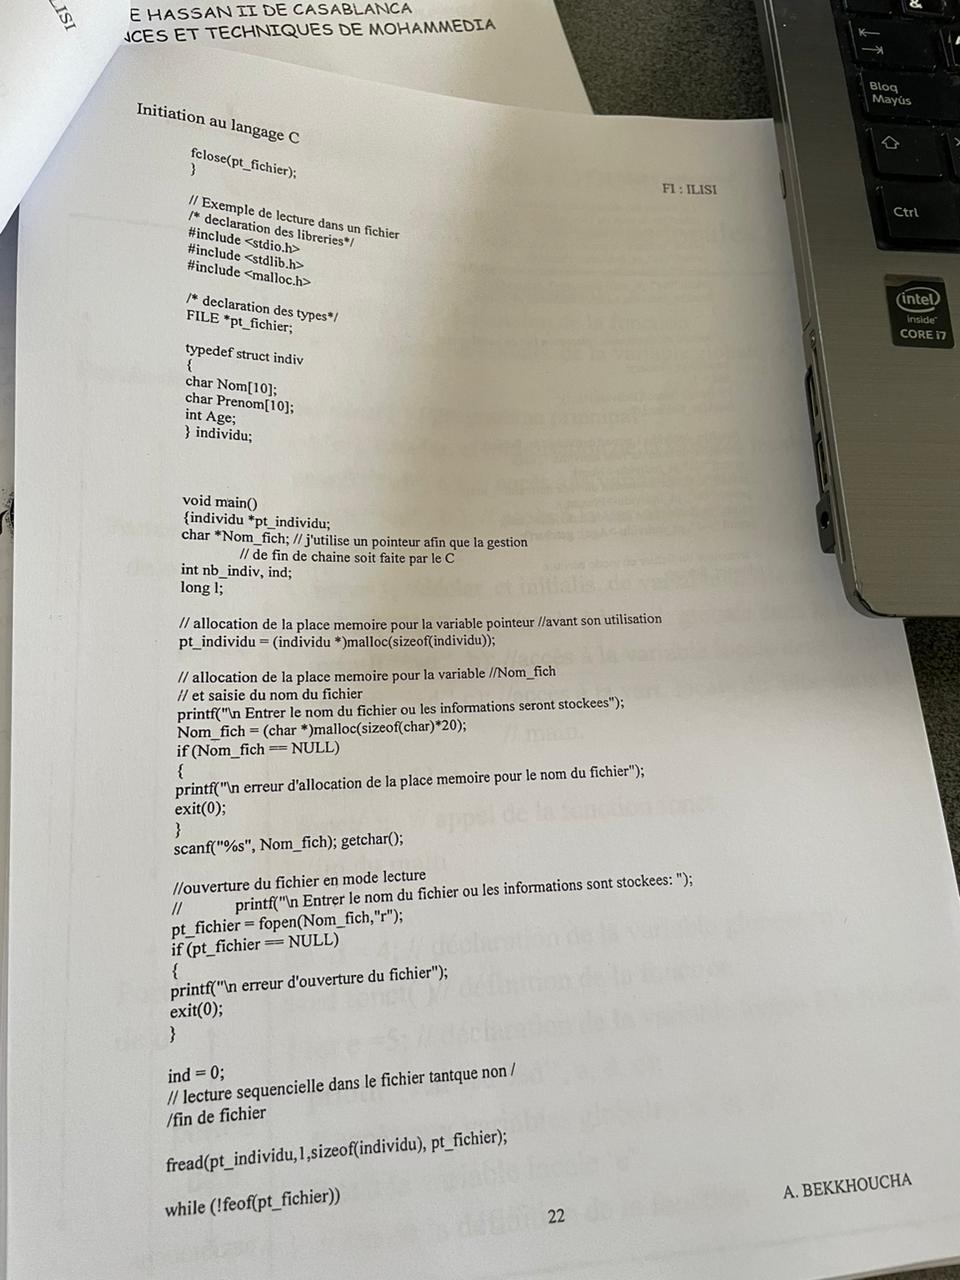 ILISI
E HASSAN II DE CASABLANCA
NCES ET TECHNIQUES DE MOHAMMEDIA
Initiation au langage C
F1 : ILISI
fclose(pt_fichier);
}
// Exemple de lecture dans un fichier
/* declaration des libreries*/
#include <stdio.h>
#include <stdlib.h>
#include <malloc.h>
/* declaration des types*/
FILE *pt_fichier;
typedef struct indiv
{
char Nom[10];
char Prenom[10];
int Age;
} individu;
void main()
{individu *pt_individu;
char *Nom_fich; // j'utilise un pointeur afin que la gestion
// de fin de chaine soit faite par le C
int nb_indiv, ind;
long l;
// allocation de la place memoire pour la variable pointeur //avant son utilisation
pt_individu = (individu *)malloc(sizeof(individu));
// allocation de la place memoire pour la variable //Nom_fich
// et saisie du nom du fichier
printf("\n Entrer le nom du fichier ou les informations seront stockees");
Nom_fich = (char *)malloc(sizeof(char)*20);
if (Nom_fich == NULL)
{
printf("\n erreur d'allocation de la place memoire pour le nom du fichier");
exit(0);
}
scanf("%s", Nom_fich); getchar();
//ouverture du fichier en mode lecture
// printf("\n Entrer le nom du fichier ou les informations sont stockees: ");
pt_fichier = fopen(Nom_fich,"r");
if (pt_fichier == NULL)
{
printf("\n erreur d'ouverture du fichier");
exit(0);
}
ind = 0;
// lecture sequencielle dans le fichier tantque non /
/fin de fichier
fread(pt_individu,1,sizeof(individu), pt_fichier);
while (!feof(pt_fichier))
A. BEKKHOUCHA
22
&
Bloq
Mayús
Ctrl
intel
inside
CORE i7